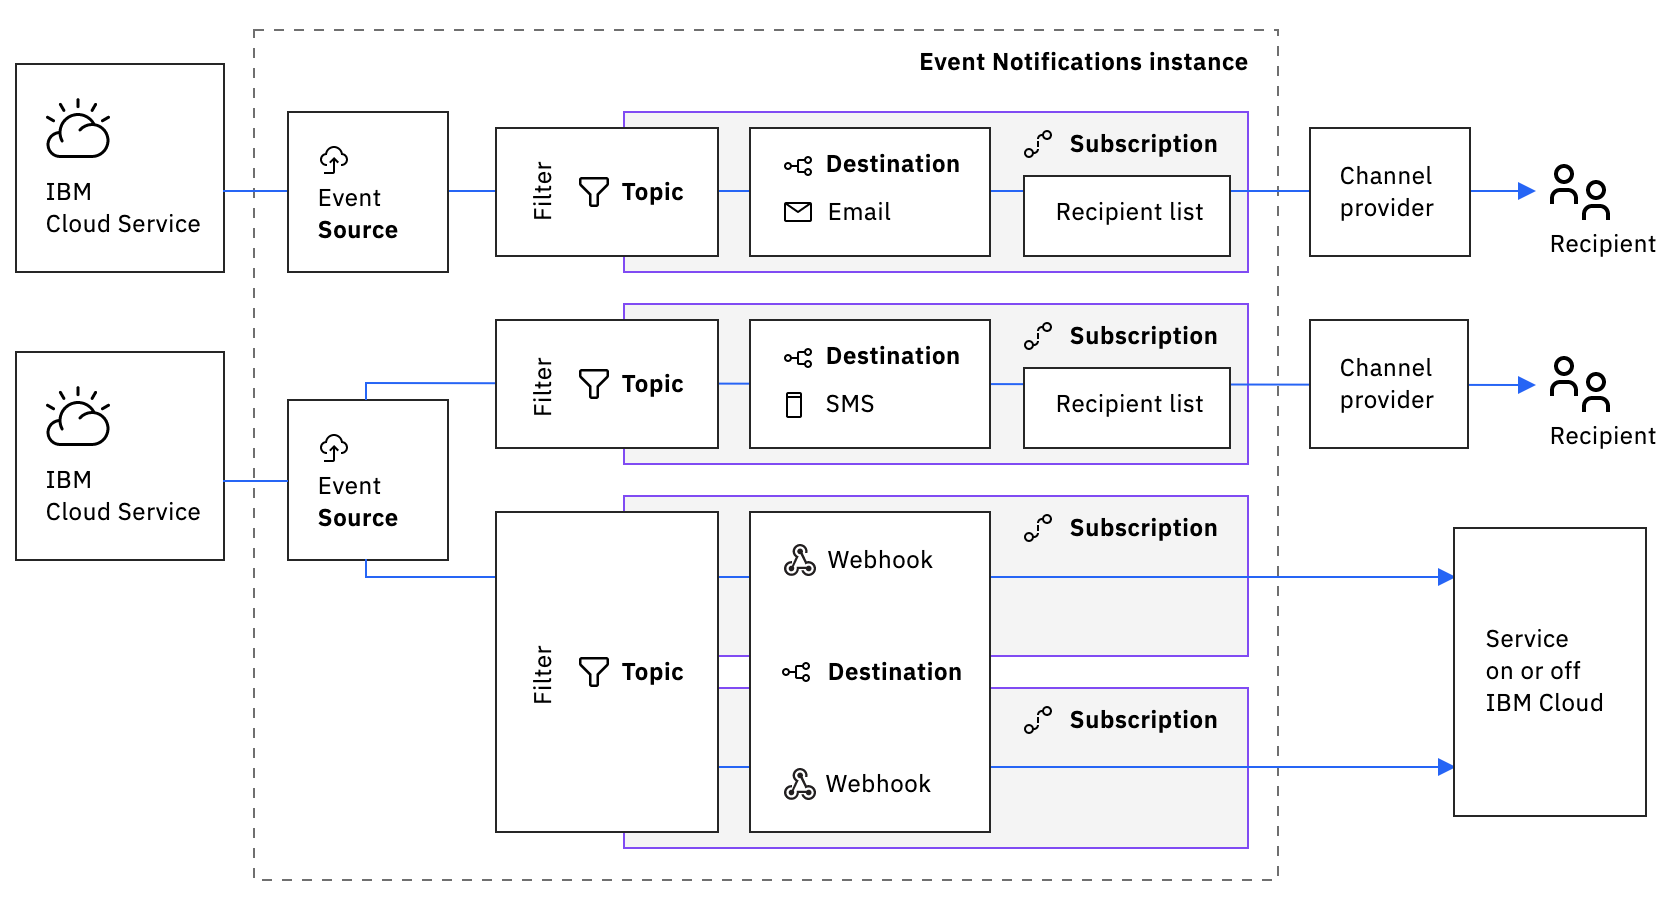 Event Notifications instance
IBM
Cloud Service
Event
Source
Filter
Topic
Destination
Email
Subscription
Recipient list
Channel
provider
Recipient
IBM
Cloud Service
Event
Source
Filter
Topic
Destination
SMS
Subscription
Recipient list
Channel
provider
Recipient
Filter
Topic
Webhook
Destination
Webhook
Subscription
Subscription
Service
on or off
IBM Cloud